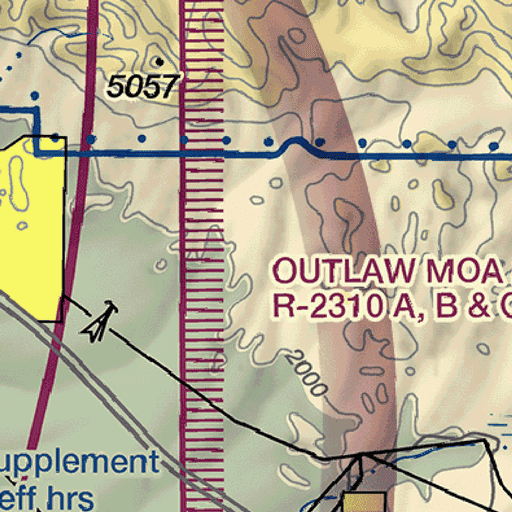 5057
OUTLAW MOA
R-2310 A, B &
2000
upplement
eff hrs